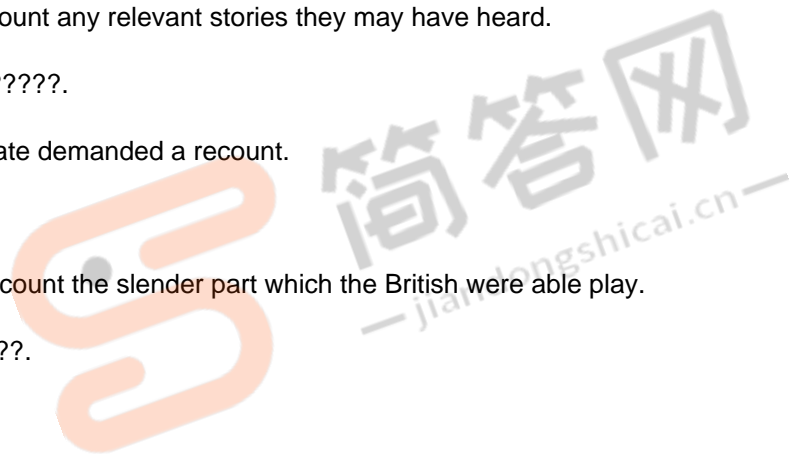 ount any relevant stories they may have heard.
?????.
ate demanded a recount.
简答网
jiandongshicai.cn
count the slender part which the British were able play.
??.